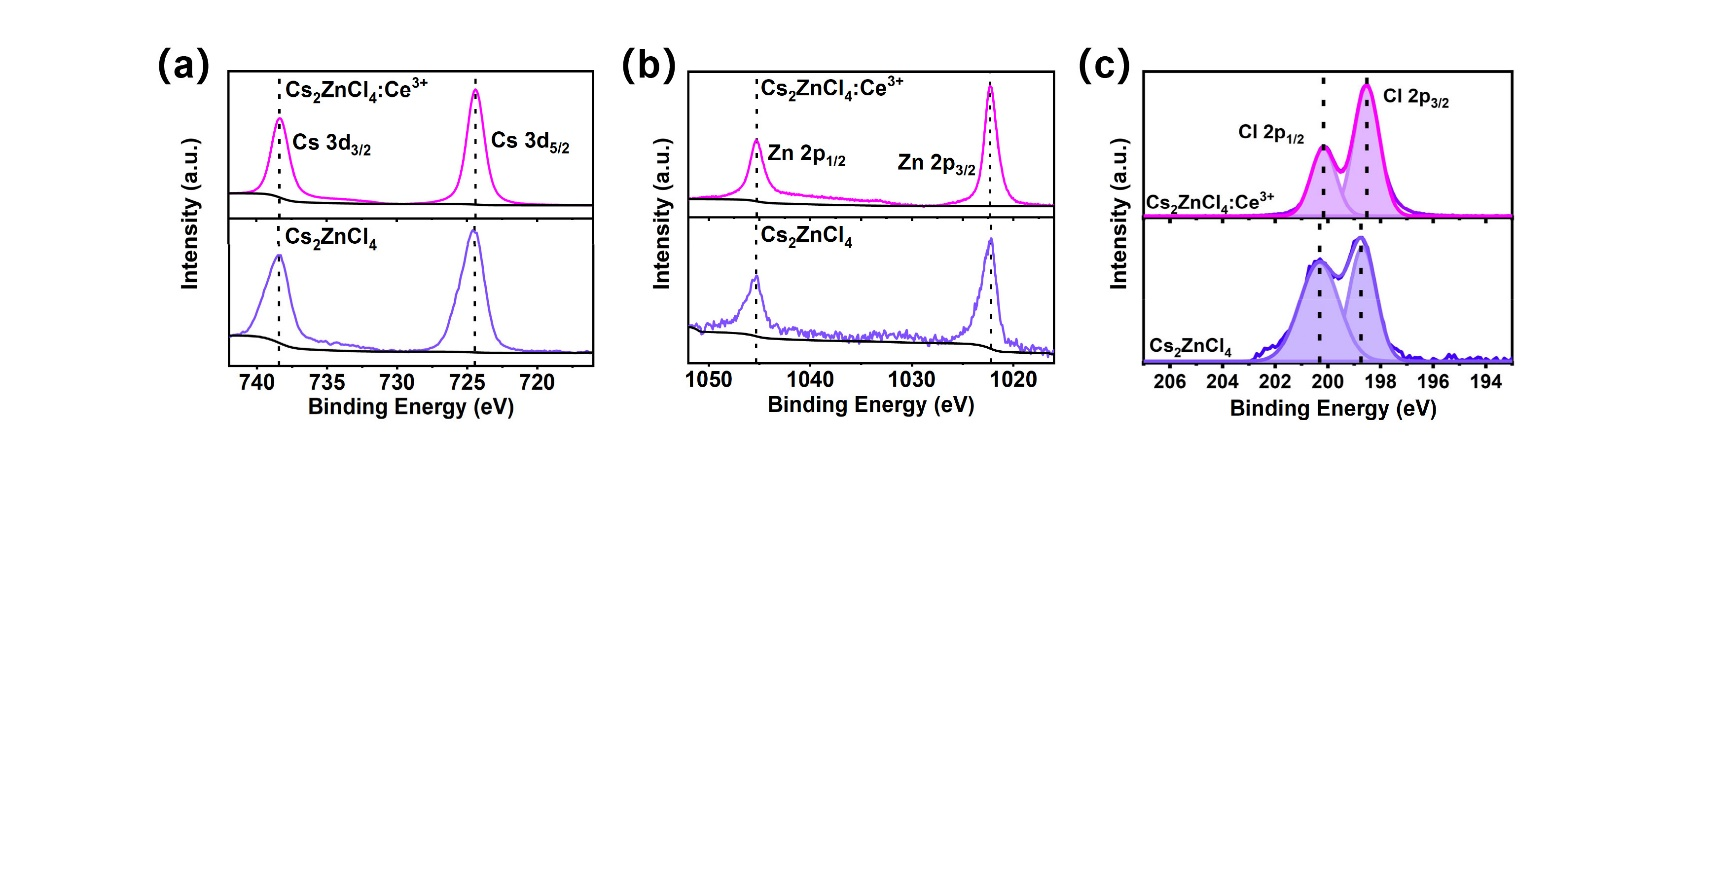 (a)
Intensity (a.u.)
Cs₂ZnCl₄:Ce³⁺
Cs 3d₃/₂
Cs 3d₅/₂
Cs₂ZnCl₄
740 735 730 725 720
Binding Energy (eV)
(b)
Intensity (a.u.)
Cs₂ZnCl₄:Ce³⁺
Zn 2p₁/₂
Zn 2p₃/₂
Cs₂ZnCl₄
1050 1040 1030 1020
Binding Energy (eV)
(c)
Intensity (a.u.)
Cl 2p₃/₂
Cl 2p₁/₂
Cs₂ZnCl₄:Ce³⁺
Cs₂ZnCl₄
206 204 202 200 198 196 194
Binding Energy (eV)